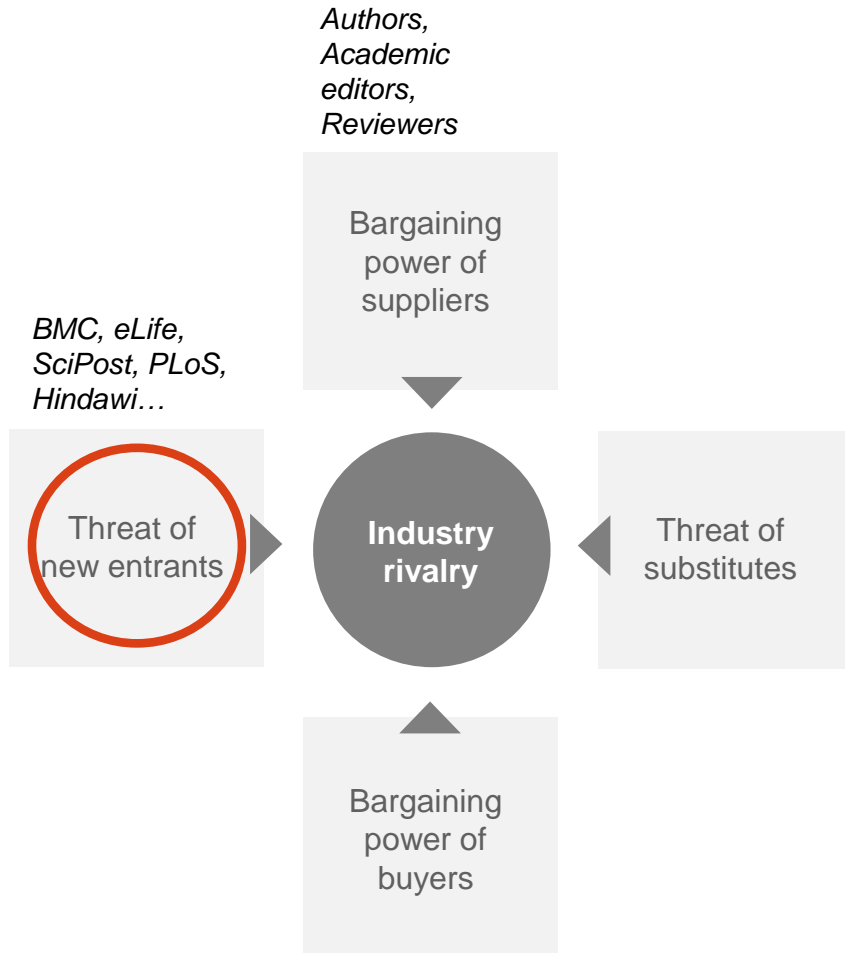 Authors,
Academic
editors,
Reviewers
Bargaining
power of
suppliers
BMC, eLife,
SciPost, PLoS,
Hindawi…
Threat of
new entrants
Industry
rivalry
Threat of
substitutes
Bargaining
power of
buyers